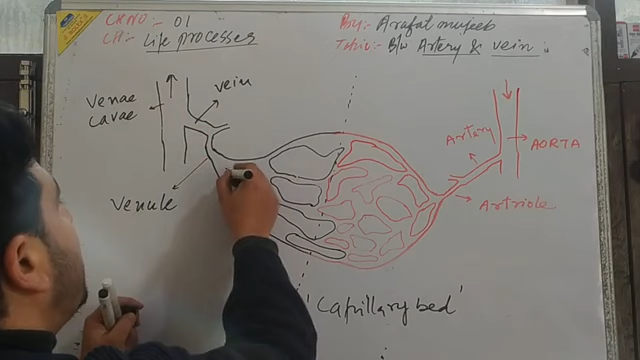 CH NO :- 01
CH:- Life processes
By:- Arafat mujeeb
Topic:- B/w Artery & vein :
venae cavae
vein
venule
Artery
AORTA
Artriole
'Capillary bed'